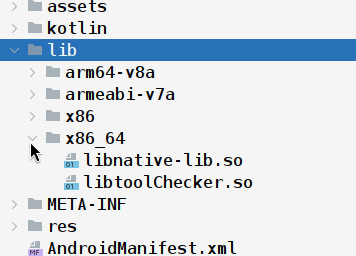 assets
kotlin
lib
arm64-v8a
armeabi-v7a
x86
x86_64
libnative-lib.so
libtoolChecker.so
META-INF
res
AndroidManifest.xml